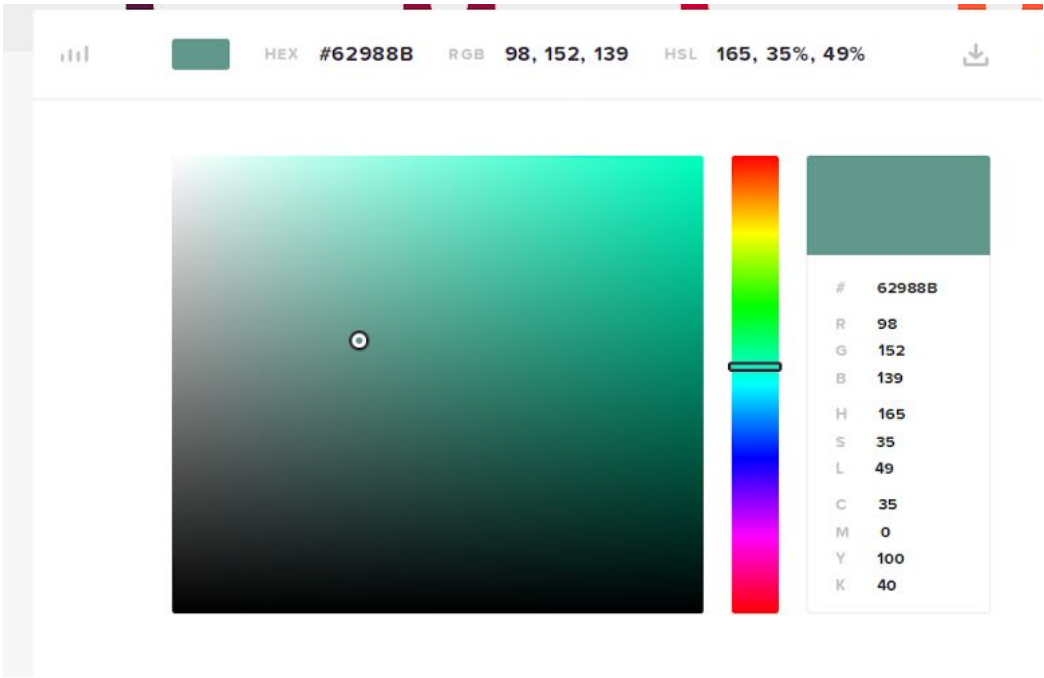 HEX #62988B RGB 98, 152, 139 HSL 165, 35%, 49%
# 62988B
R 98
G 152
B 139
H 165
S 35
L 49
C 35
M 0
Y 100
K 40